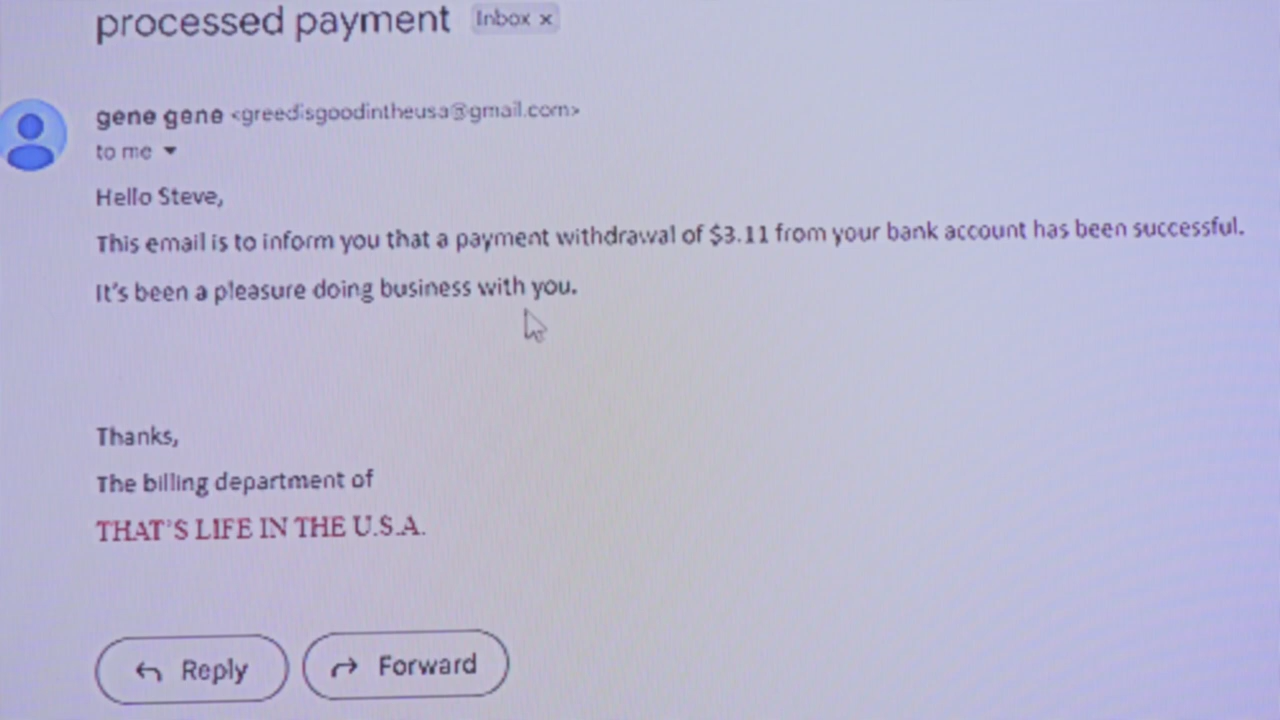 processed payment Inbox x
gene gene <greedisgoodintheusa@gmail.com>
to me
Hello Steve,
This email is to inform you that a payment withdrawal of $3.11 from your bank account has been successful.
It's been a pleasure doing business with you.
Thanks,
The billing department of
THAT'S LIFE IN THE U.S.A.
Reply Forward